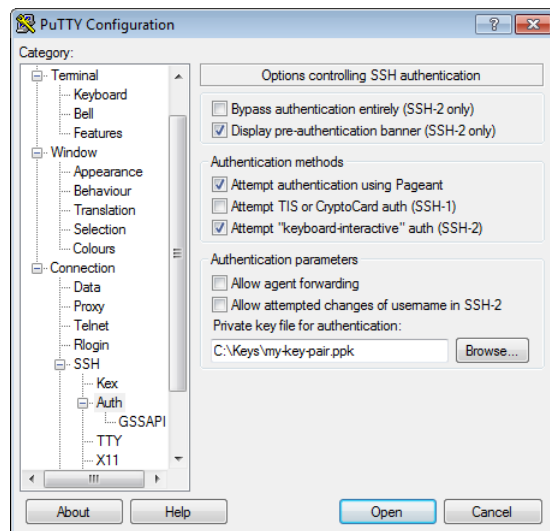 PuTTY Configuration
Category:
Terminal
Keyboard
Bell
Features
Window
Appearance
Behaviour
Translation
Selection
Colours
Connection
Data
Proxy
Telnet
Rlogin
SSH
Kex
Auth
GSSAPI
TTY
X11
Options controlling SSH authentication
Bypass authentication entirely (SSH-2 only)
Display pre-authentication banner (SSH-2 only)
Authentication methods
Attempt authentication using Pageant
Attempt TIS or CryptoCard auth (SSH-1)
Attempt "keyboard-interactive" auth (SSH-2)
Authentication parameters
Allow agent forwarding
Allow attempted changes of username in SSH-2
Private key file for authentication:
C:\Keys\my-key-pair.ppk
Browse...
About
Help
Open
Cancel